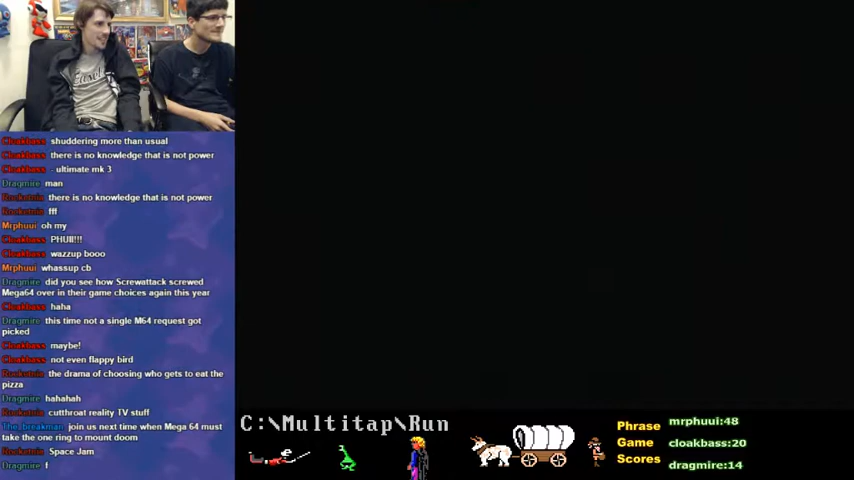 Cloakbass shuddering more than usual
Cloakbass there is no knowledge that is not power
Cloakbass - ultimate mk 3
Dragmire man
Rocketnin there is no knowledge that is not power
Rocketnin fff
Mrphuui oh my
Cloakbass PHUII!!!
Cloakbass wazzup booo
Mrphuui whassup cb
Dragmire did you see how Screwattack screwed
Mega64 over in their game choices again this year
Cloakbass haha
Dragmire this time not a single M64 request got
picked
Cloakbass maybe!
Cloakbass not even flappy bird
the drama of choosing who gets to eat the
pizza
Dragmire hahahah
cutthroat reality TV stuff
The_breakman join us next time when Mega 64 must
take the one ring to mount doom
Space Jam
Dragmire f
C:\Multitap\Run
Phrase
Game
Scores
mrphuui:48
cloakbass:20
dragmire:14